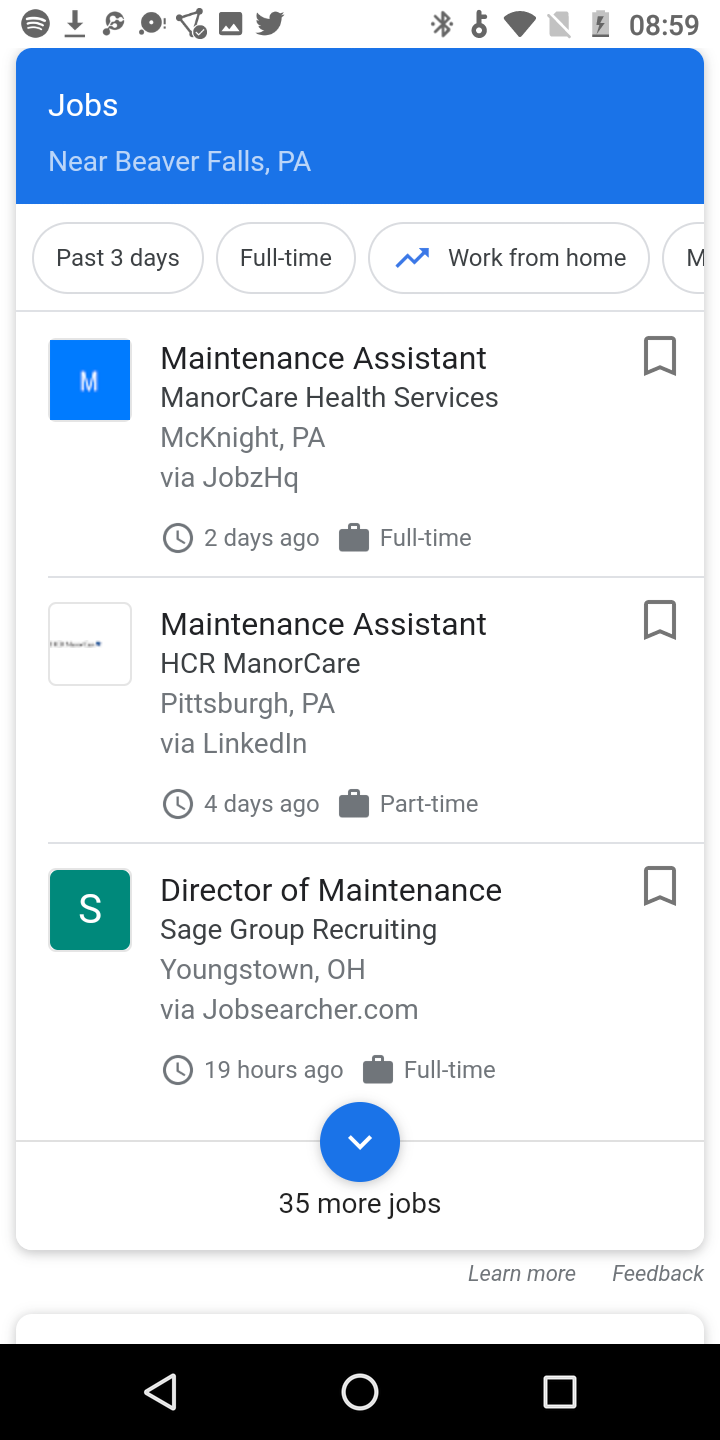 08:59
Jobs
Near Beaver Falls, PA
Past 3 days
Full-time
Work from home
M
M
Maintenance Assistant
ManorCare Health Services
McKnight, PA
via JobzHq
2 days ago
Full-time
HCR ManorCare
Maintenance Assistant
HCR ManorCare
Pittsburgh, PA
via LinkedIn
4 days ago
Part-time
S
Director of Maintenance
Sage Group Recruiting
Youngstown, OH
via Jobsearcher.com
19 hours ago
Full-time
35 more jobs
Learn more
Feedback